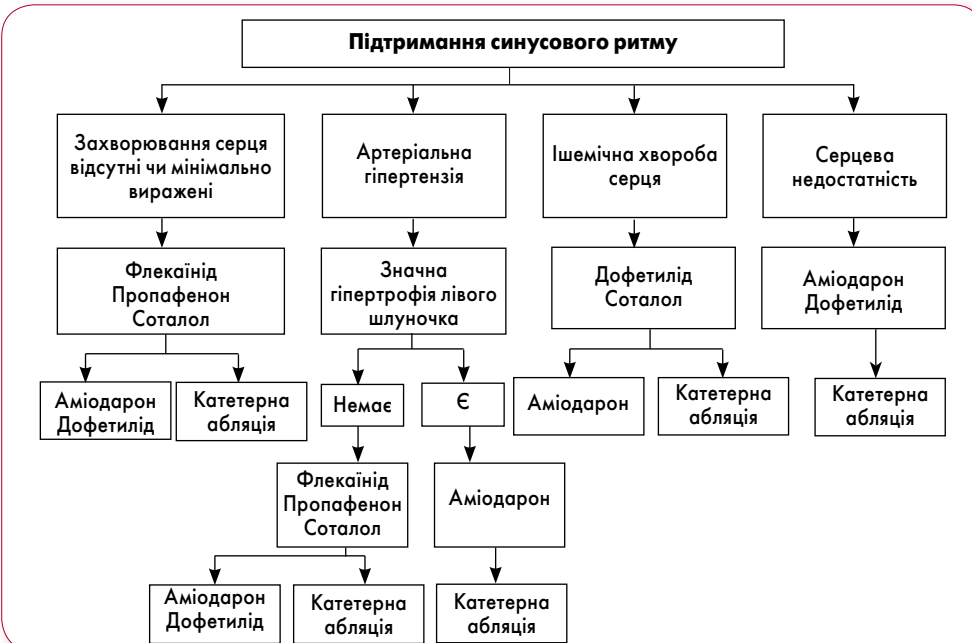 Підтримання синусового ритму
Захворювання серця
відсутні чи мінімально
виражені
Артеріальна
гіпертензія
Ішемічна хвороба
серця
Серцева
недостатність
Флекаїнід
Пропафенон
Соталол
Значна
гіпертрофія лівого
шлуночка
Дофетилід
Соталол
Аміодарон
Дофетилід
Аміодарон
Дофетилід
Катетерна
абляція
Немає
Є
Аміодарон
Катетерна
абляція
Катетерна
абляція
Флекаїнід
Пропафенон
Соталол
Аміодарон
Аміодарон
Дофетилід
Катетерна
абляція
Катетерна
абляція